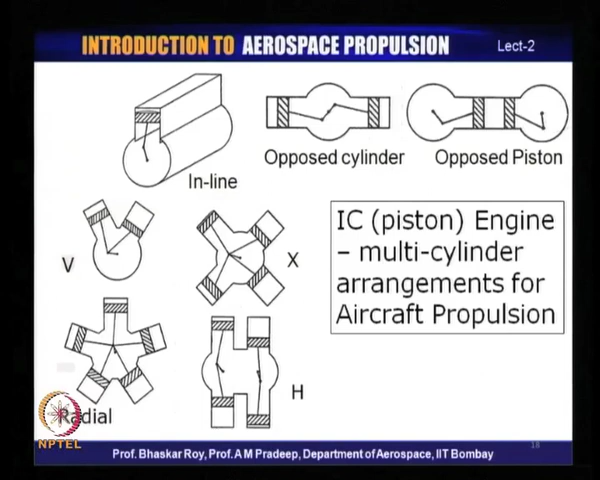 INTRODUCTION TO AEROSPACE PROPULSION
Lect-2
In-line
Opposed cylinder
Opposed Piston
V
X
IC (piston) Engine
– multi-cylinder
arrangements for
Aircraft Propulsion
Radial
H
NPTEL
18
Prof. Bhaskar Roy, Prof. A M Pradeep, Department of Aerospace, IIT Bombay